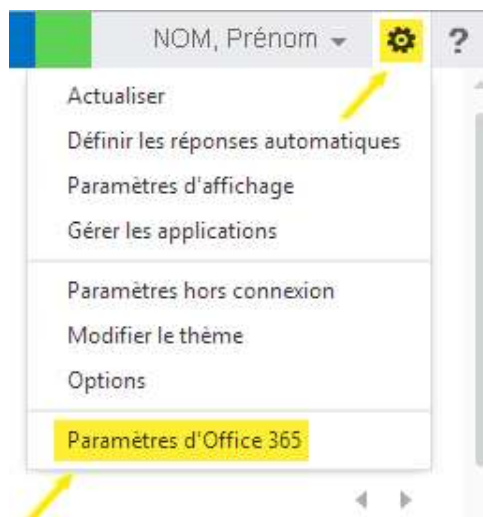 NOM, Prénom
?
Actualiser
Définir les réponses automatiques
Paramètres d'affichage
Gérer les applications
Paramètres hors connexion
Modifier le thème
Options
Paramètres d'Office 365